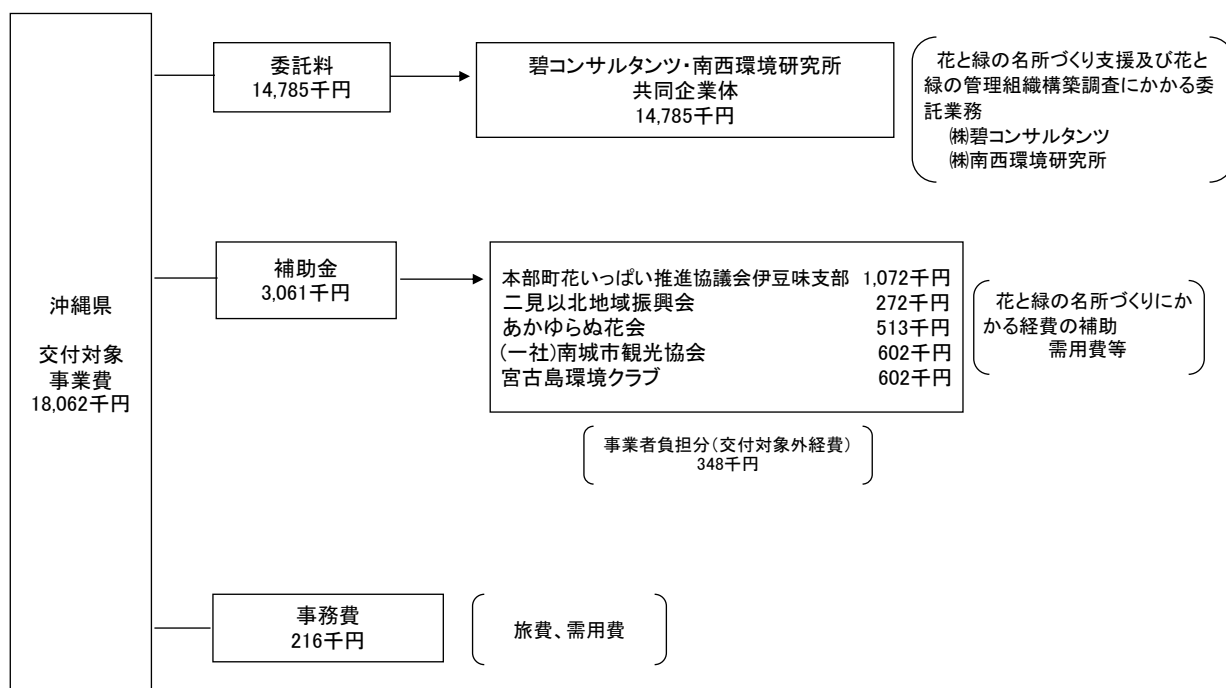 沖縄県
交付対象
事業費
18,062千円
委託料
14,785千円
碧コンサルタンツ・南西環境研究所
共同企業体
14,785千円
花と緑の名所づくり支援及び花と
緑の管理組織構築調査にかかる委
託業務
㈱碧コンサルタンツ
㈱南西環境研究所
補助金
3,061千円
本部町花いっぱい推進協議会伊豆味支部 1,072千円
二見以北地域振興会 272千円
あかゆらぬ花会 513千円
(一社)南城市観光協会 602千円
宮古島環境クラブ 602千円
花と緑の名所づくりにか
かる経費の補助
需用費等
事業者負担分(交付対象外経費)
348千円
事務費
216千円
旅費、需用費